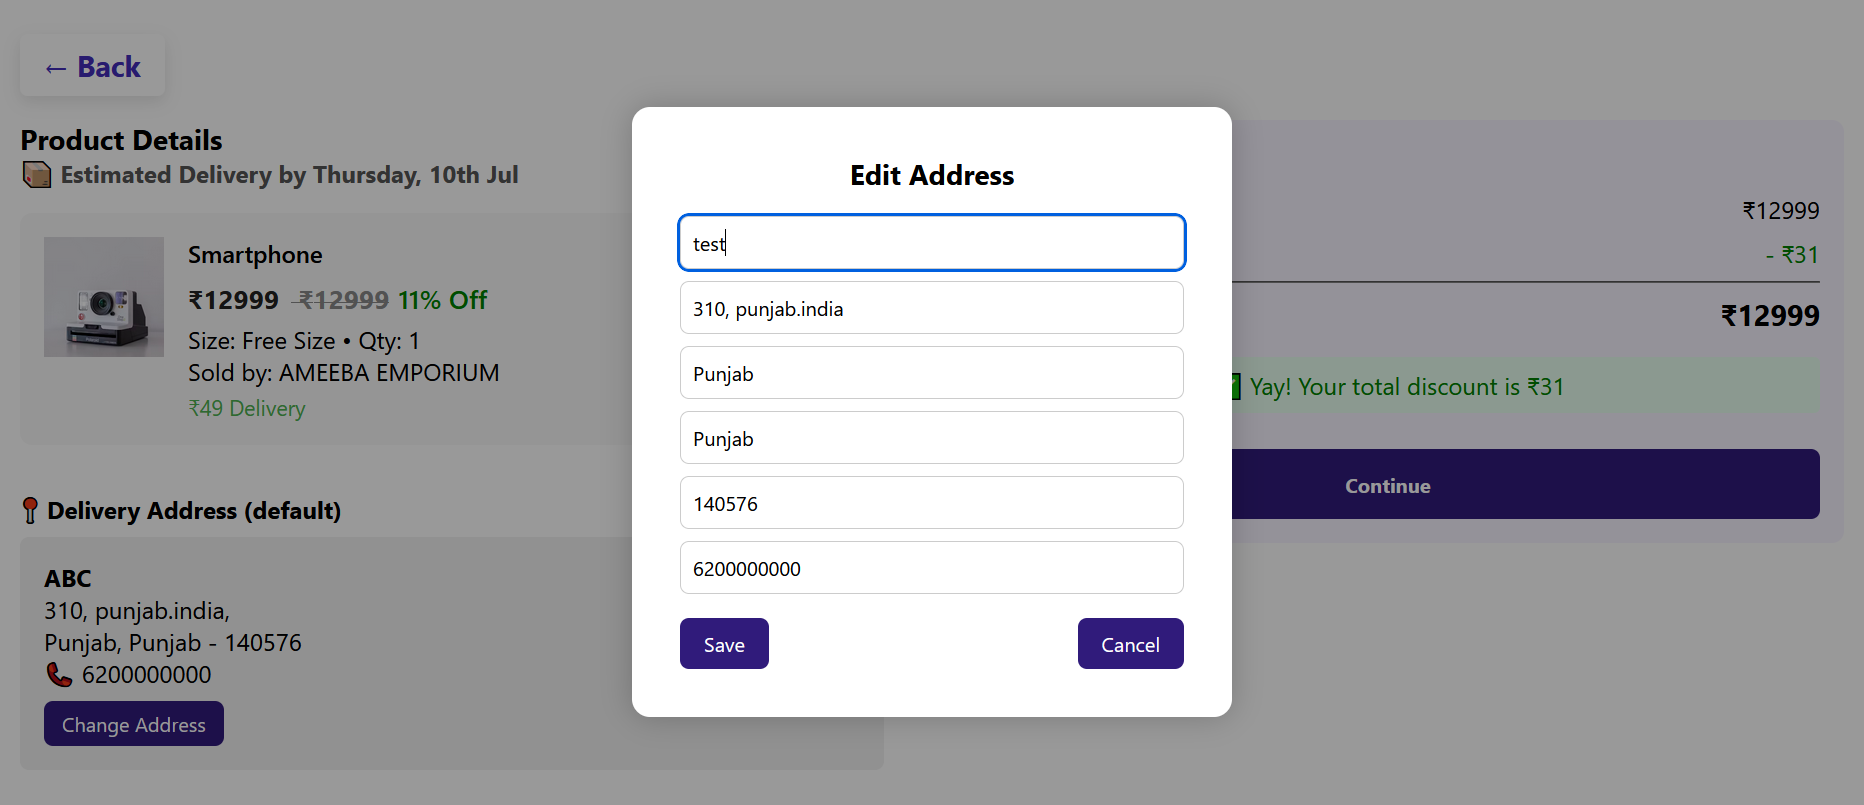 ← Back
Product Details
Estimated Delivery by Thursday, 10th Jul
Smartphone
₹12999 ₹12999 11% Off
Size: Free Size • Qty: 1
Sold by: AMEEBA EMPORIUM
₹49 Delivery
Delivery Address (default)
ABC
310, punjab.india,
Punjab, Punjab - 140576
6200000000
Change Address
Edit Address
test
310, punjab.india
Punjab
Punjab
140576
6200000000
Save
Cancel
₹12999
- ₹31
₹12999
Yay! Your total discount is ₹31
Continue